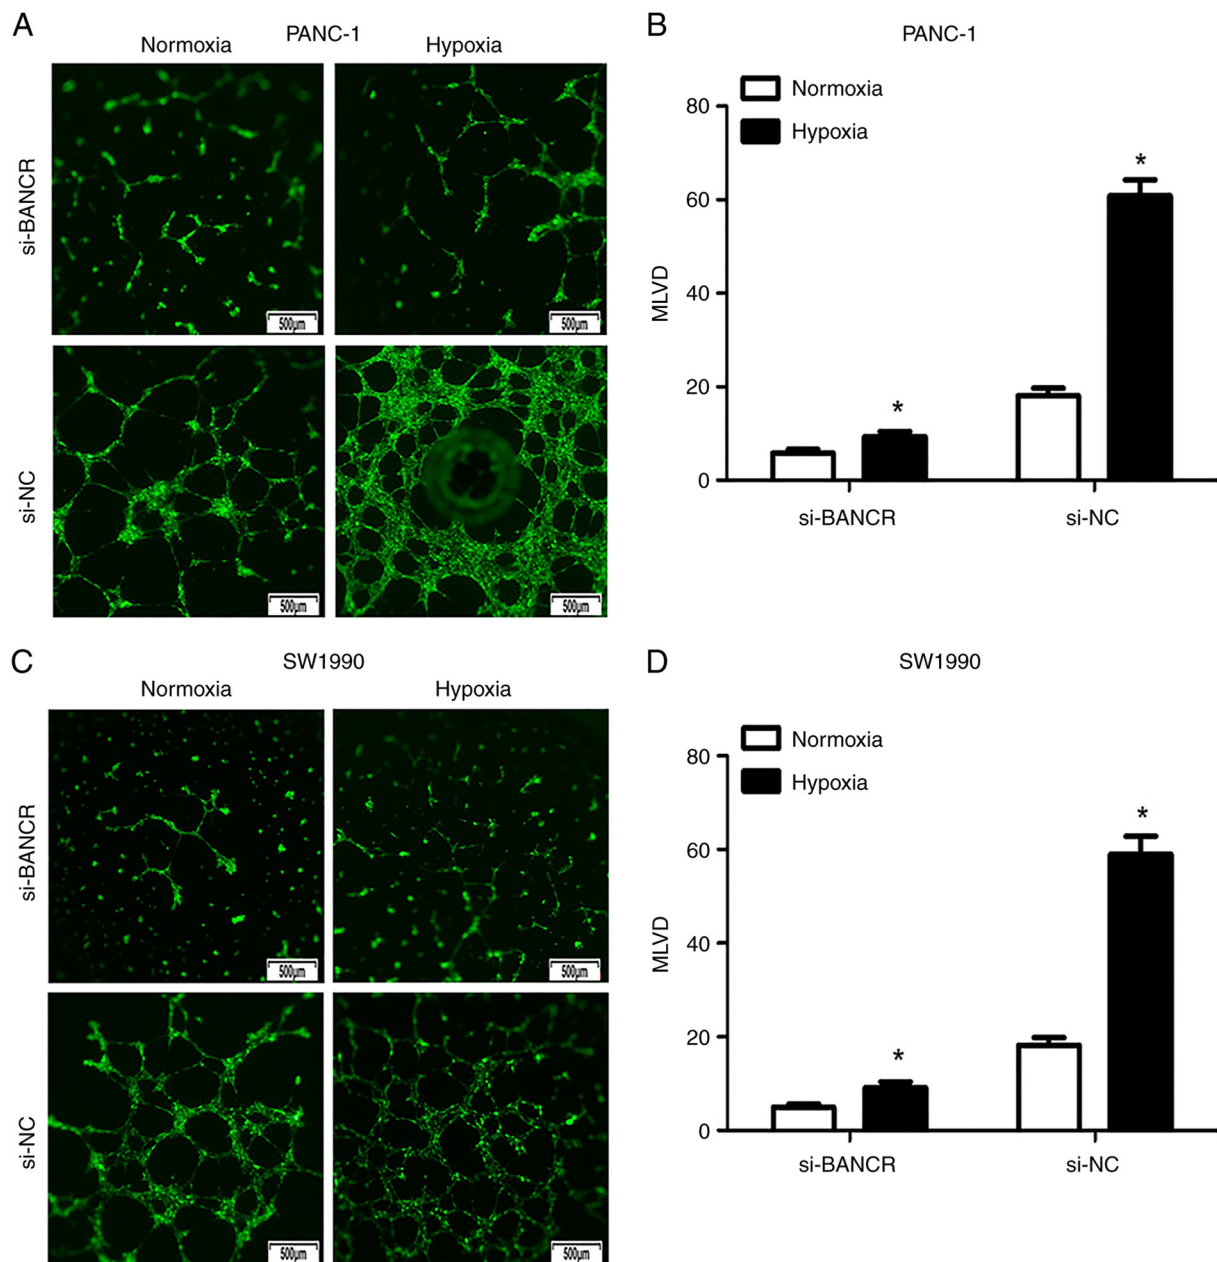 A
PANC-1
Normoxia
Hypoxia
si-BANCR
500µm
500µm
si-NC
500µm
500µm
B
PANC-1
Normoxia
Hypoxia
80
60
40
20
0
MLVD
*
*
si-BANCR
si-NC
C
SW1990
Normoxia
Hypoxia
si-BANCR
500µm
500µm
si-NC
500µm
500µm
D
SW1990
Normoxia
Hypoxia
80
60
40
20
0
MLVD
*
*
si-BANCR
si-NC